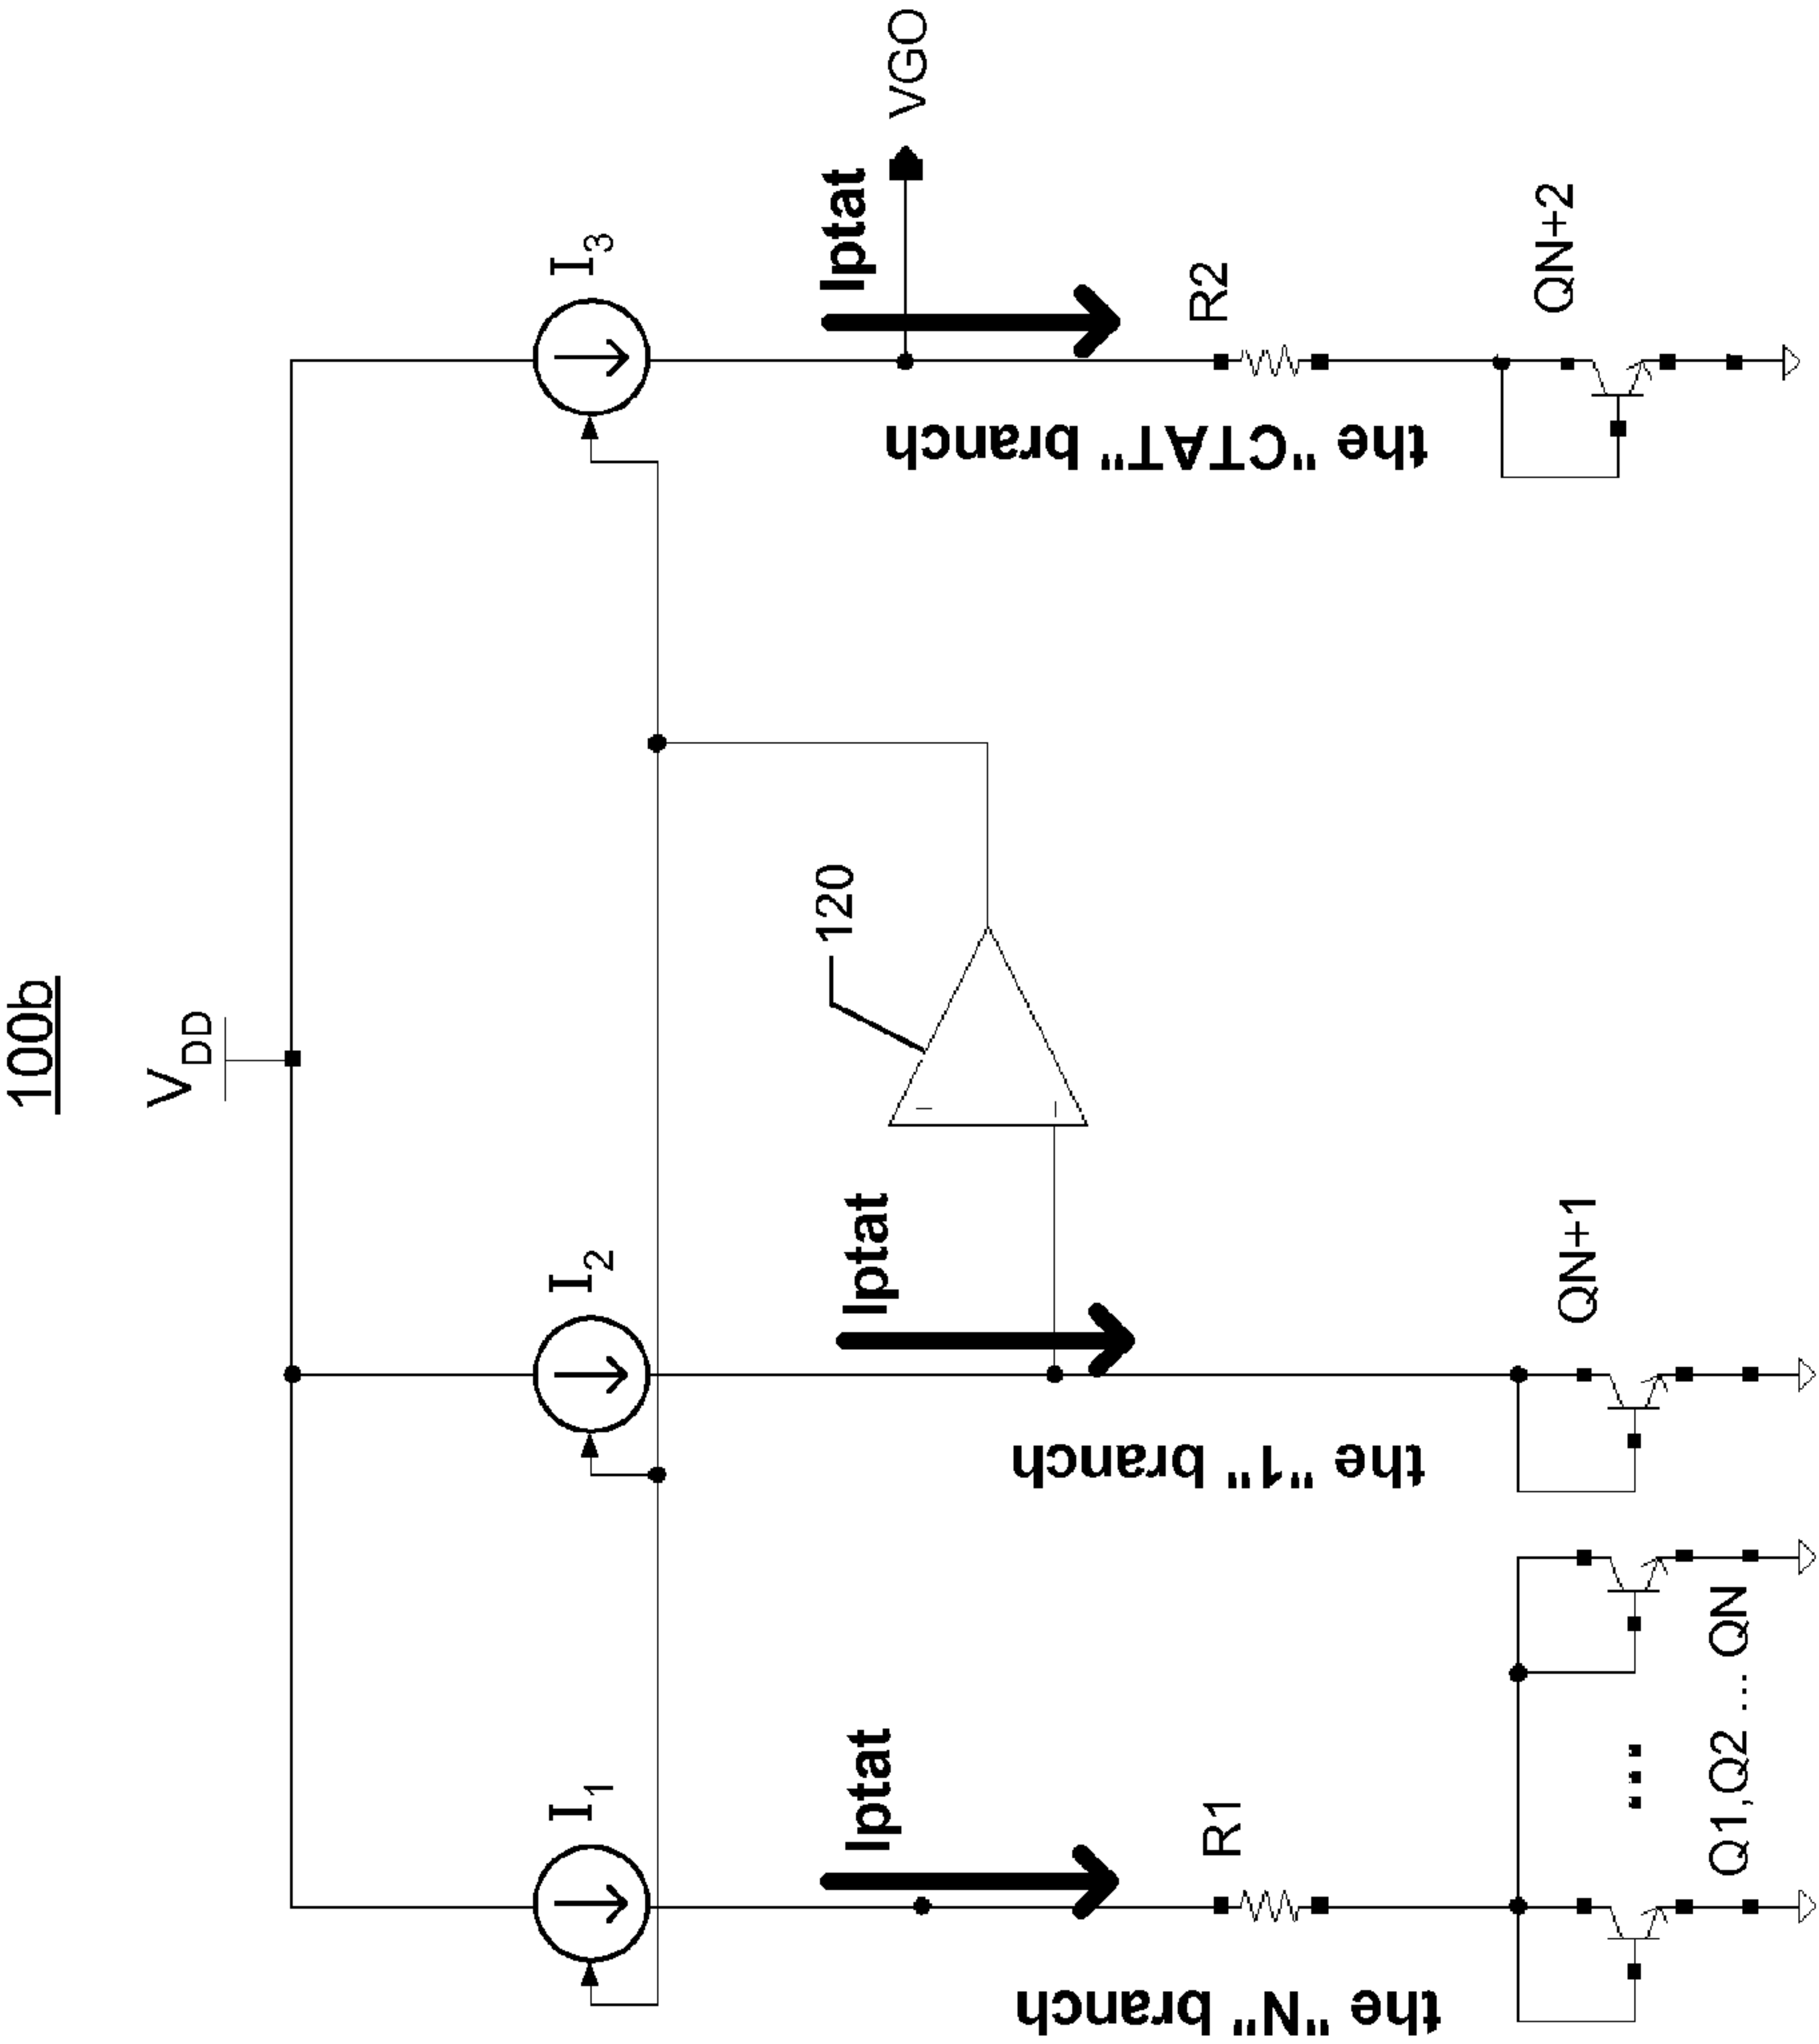 100b
V_DD
I₁
I₂
I₃
120
Iptat
Iptat
Iptat
VGO
the "N" branch
the "1" branch
the "CTAT" branch
R1
R2
QN+1
QN+2
Q1,Q2 ... QN